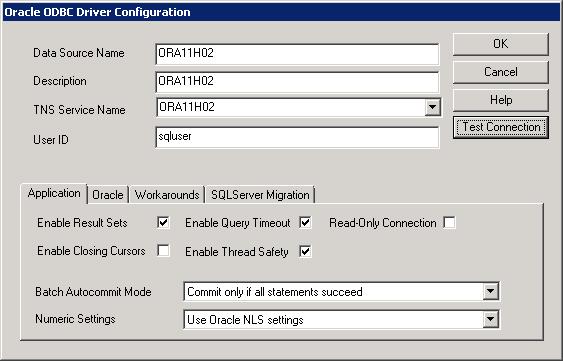 Oracle ODBC Driver Configuration
Data Source Name ORA11H02 OK
Description ORA11H02 Cancel
TNS Service Name ORA11H02 Help
User ID sqluser Test Connection
Application Oracle Workarounds SQLServer Migration
Enable Result Sets Enable Query Timeout Read-Only Connection
Enable Closing Cursors Enable Thread Safety
Batch Autocommit Mode Commit only if all statements succeed
Numeric Settings Use Oracle NLS settings